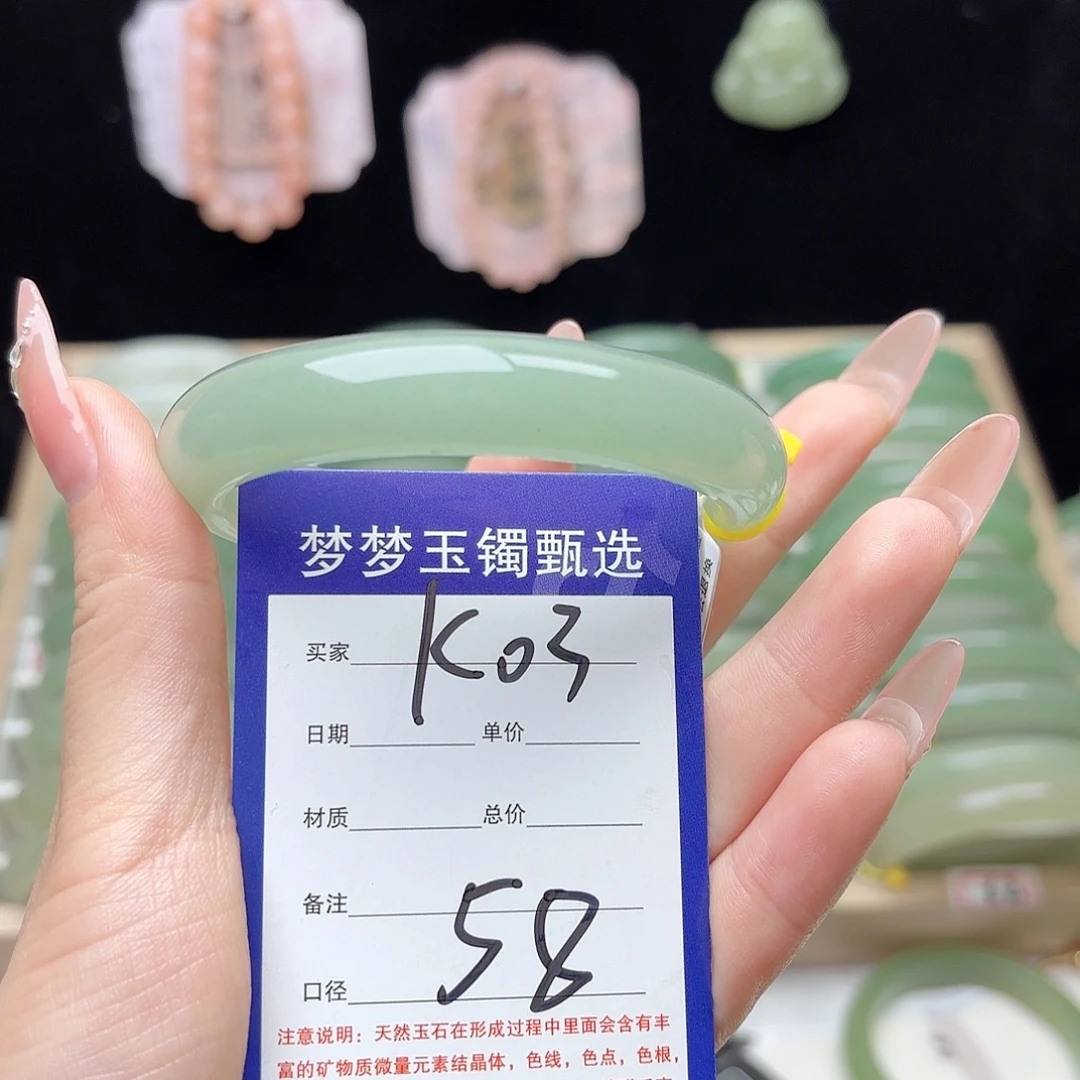 梦梦玉镯甄选
买家 K03
日期 单价
材质 总价
备注
58
口径
注意说明：天然玉石在形成过程中里面会含有丰
富的矿物质微量元素结晶体，色线，色点，色根，
退换